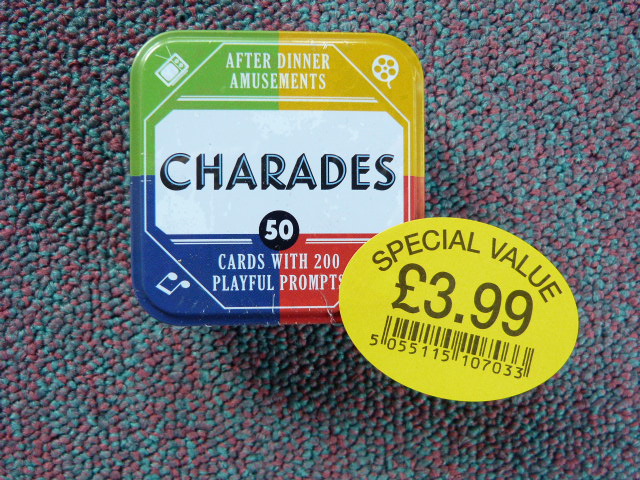 AFTER DINNER
AMUSEMENTS
CHARADES
50
CARDS WITH 200
PLAYFUL PROMPTS
SPECIAL VALUE
£3.99
5 055115 107033